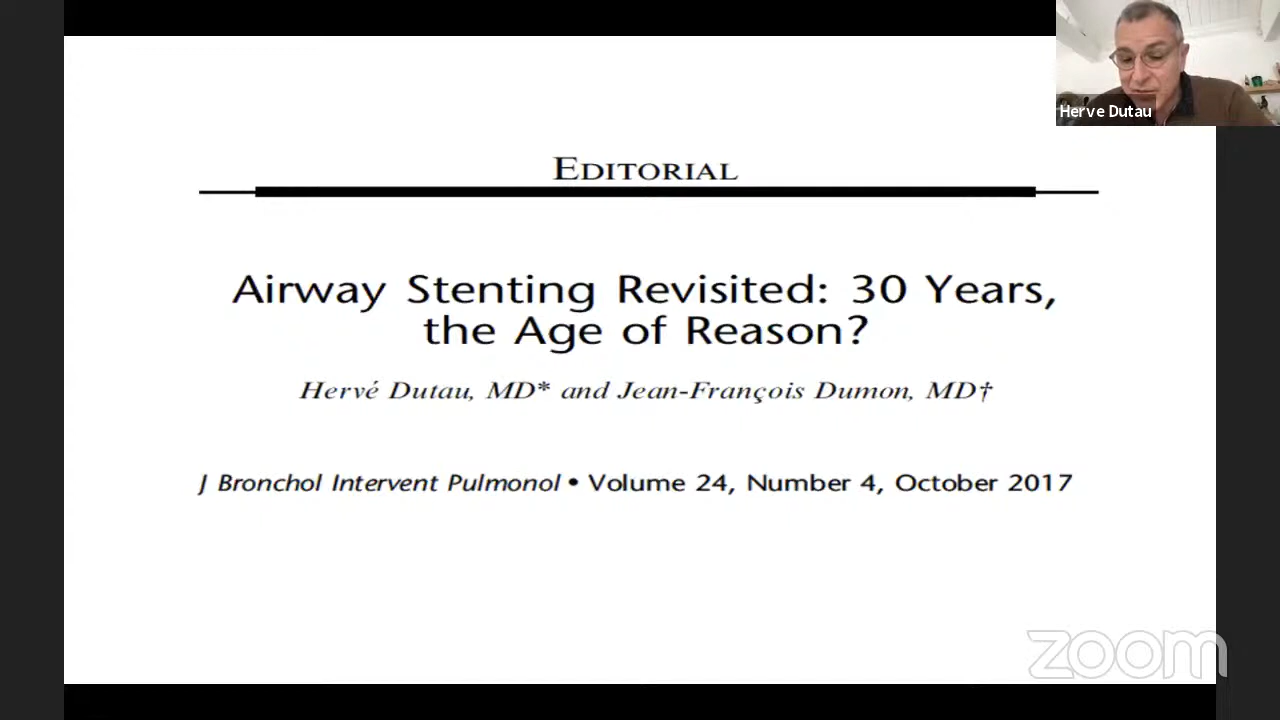 Herve Dutau
EDITORIAL
Airway Stenting Revisited: 30 Years,
the Age of Reason?
Hervé Dutau, MD* and Jean-François Dumon, MD†
J Bronchol Intervent Pulmonol • Volume 24, Number 4, October 2017
zoom